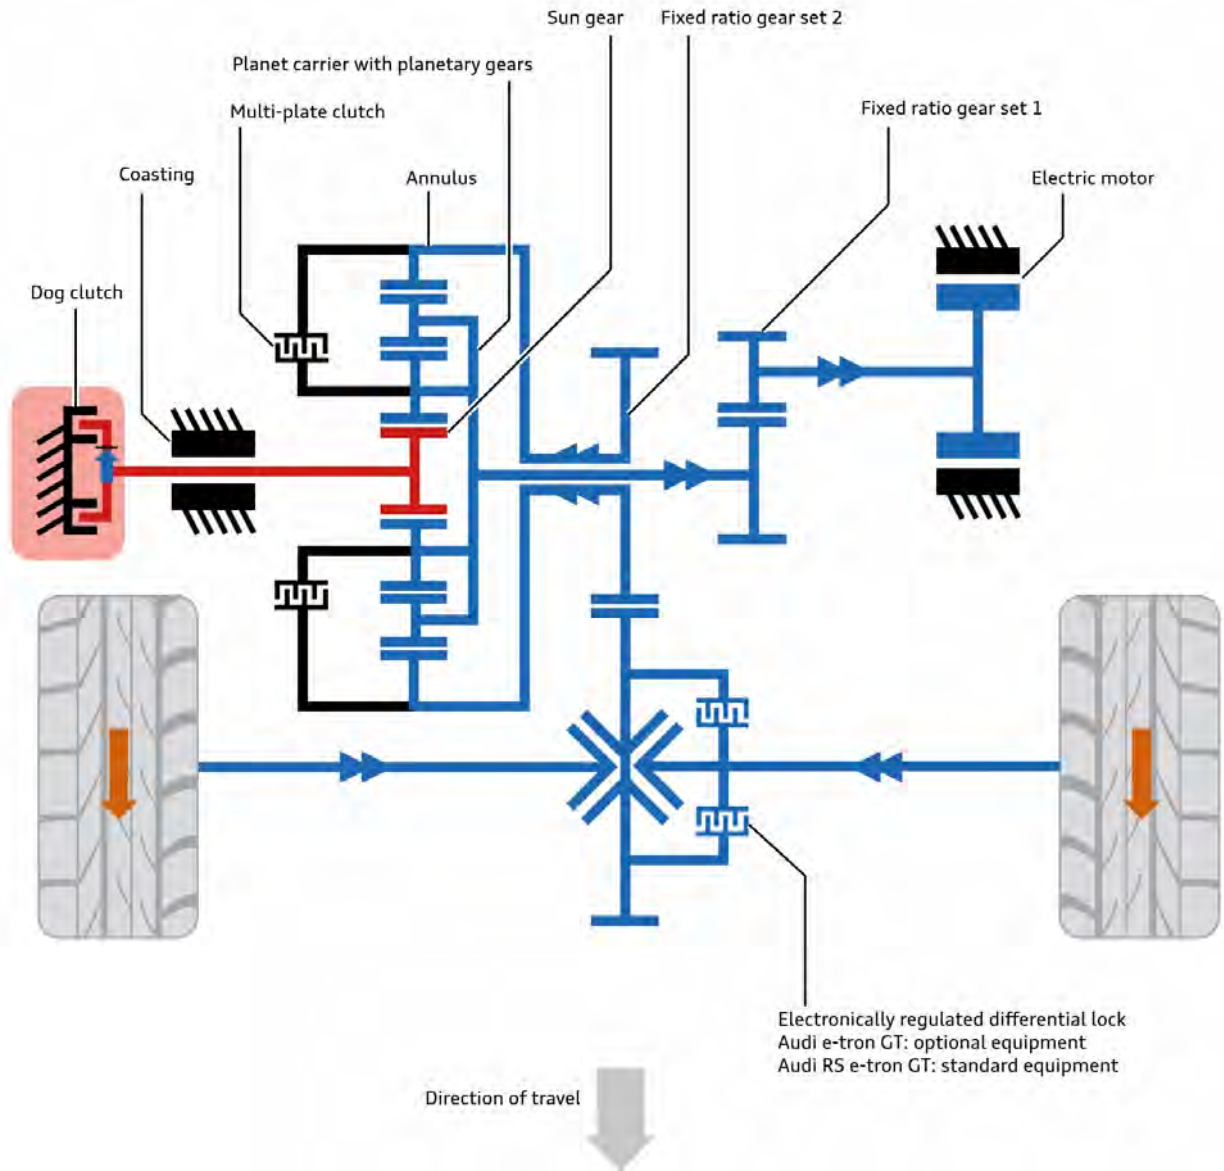 Sun gear
Fixed ratio gear set 2
Planet carrier with planetary gears
Multi-plate clutch
Fixed ratio gear set 1
Coasting
Annulus
Electric motor
Dog clutch
Electronically regulated differential lock
Audi e-tron GT: optional equipment
Audi RS e-tron GT: standard equipment
Direction of travel